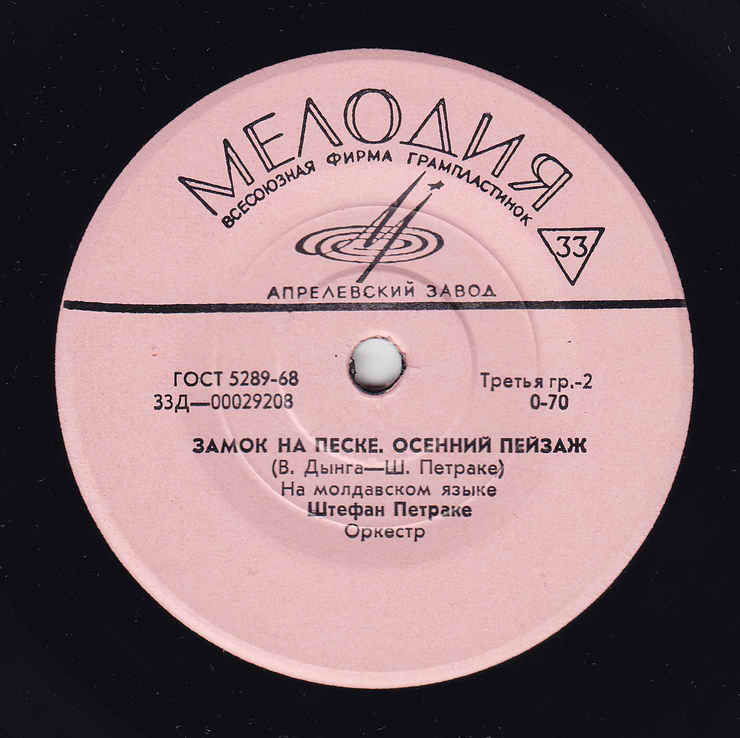 МЕЛОДИЯ
ВСЕСОЮЗНАЯ ФИРМА ГРАМПЛАСТИНОК
33
АПРЕЛЕВСКИЙ ЗАВОД
ГОСТ 5289-68
Третья гр.-2
33Д—00029208
0-70
ЗАМОК НА ПЕСКЕ. ОСЕННИЙ ПЕЙЗАЖ
(В. Дынга—Ш. Петраке)
На молдавском языке
Штефан Петраке
Оркестр